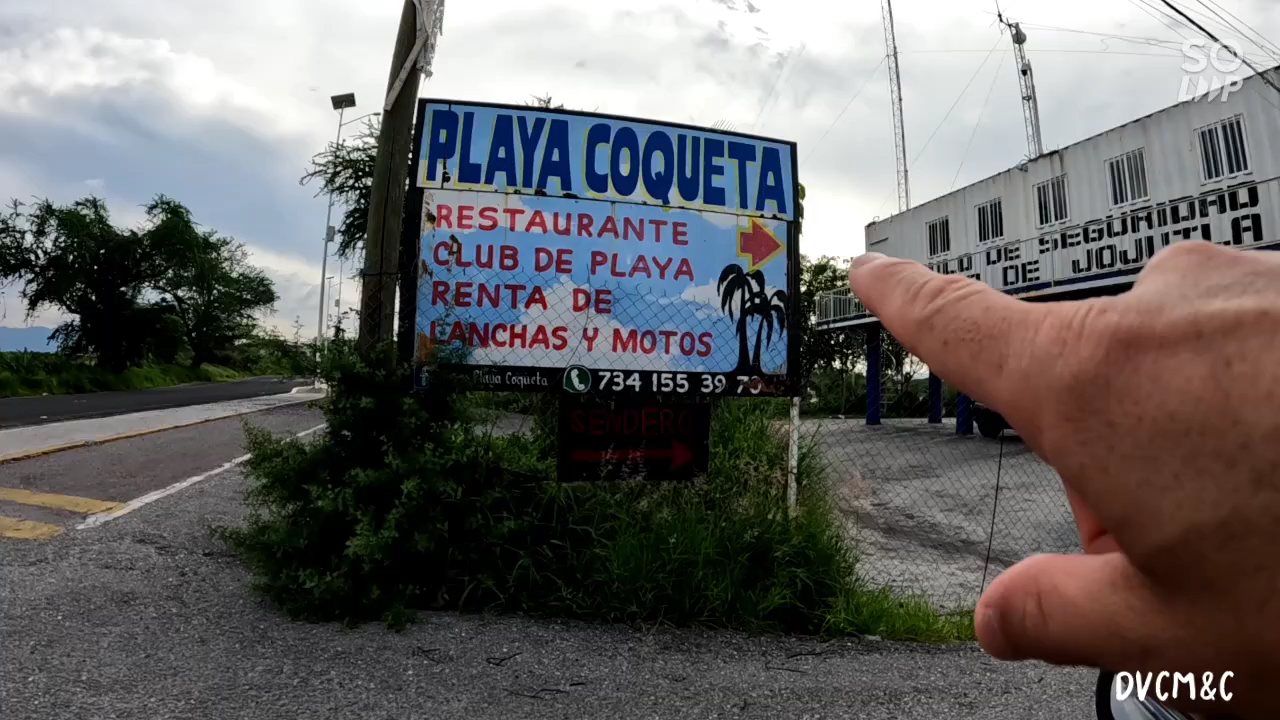 PLAYA COQUETA
RESTAURANTE
CLUB DE PLAYA
RENTA DE
LANCHAS Y MOTOS
Playa Coqueta 734 155 39 70
SENDERO
DE SEGURIDAD
DE JOJUTLA
DVCM&C